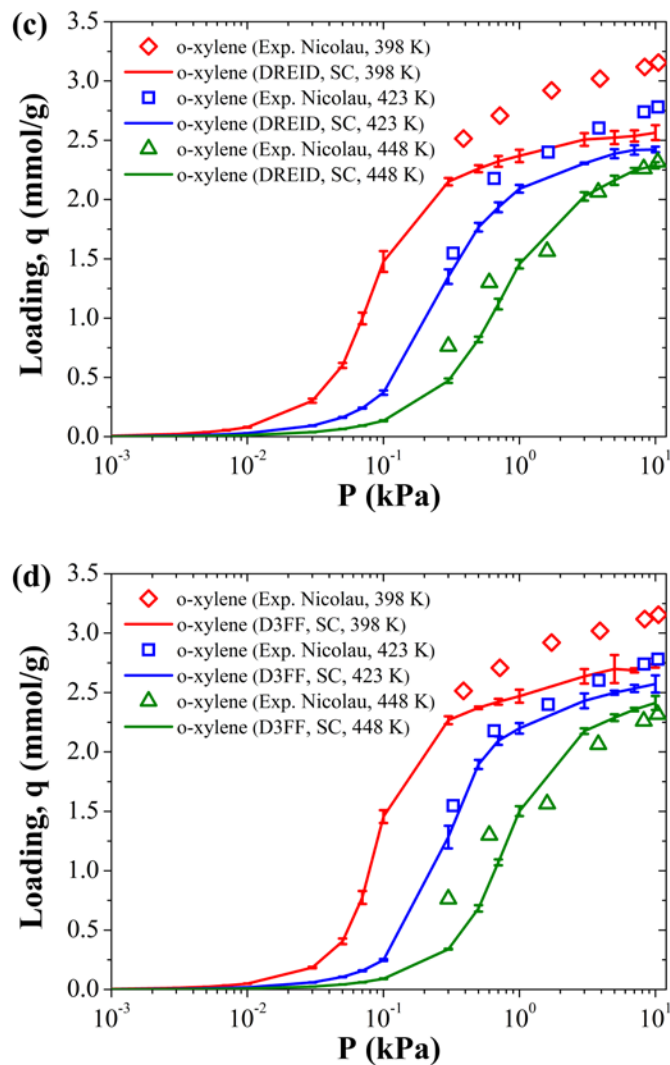 (c)
3.5
3.0
2.5
2.0
1.5
1.0
0.5
0.0
Loading, q (mmol/g)
o-xylene (Exp. Nicolau, 398 K)
o-xylene (DREID, SC, 398 K)
o-xylene (Exp. Nicolau, 423 K)
o-xylene (DREID, SC, 423 K)
o-xylene (Exp. Nicolau, 448 K)
o-xylene (DREID, SC, 448 K)
10⁻³ 10⁻² 10⁻¹ 10⁰ 10¹
P (kPa)
(d)
3.5
3.0
2.5
2.0
1.5
1.0
0.5
0.0
Loading, q (mmol/g)
o-xylene (Exp. Nicolau, 398 K)
o-xylene (D3FF, SC, 398 K)
o-xylene (Exp. Nicolau, 423 K)
o-xylene (D3FF, SC, 423 K)
o-xylene (Exp. Nicolau, 448 K)
o-xylene (D3FF, SC, 448 K)
10⁻³ 10⁻² 10⁻¹ 10⁰ 10¹
P (kPa)